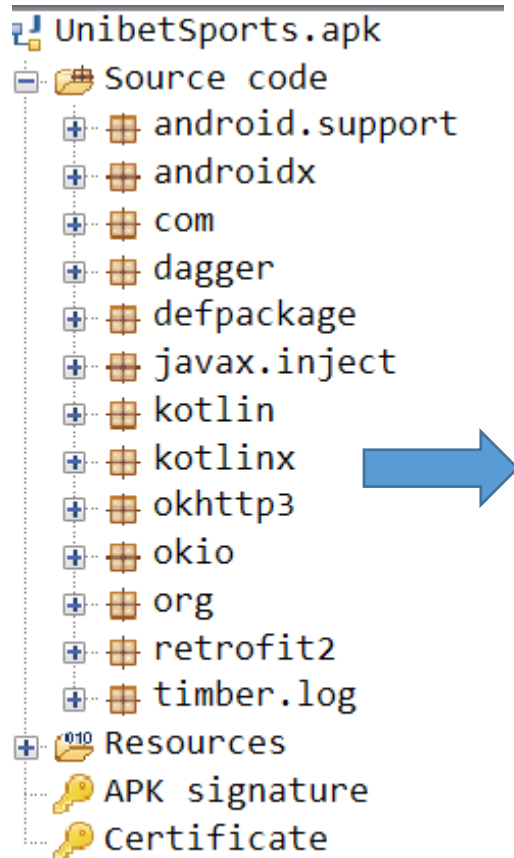 UnibetSports.apk
Source code
android.support
androidx
com
dagger
defpackage
javax.inject
kotlin
kotlinx
okhttp3
okio
org
retrofit2
timber.log
Resources
APK signature
Certificate